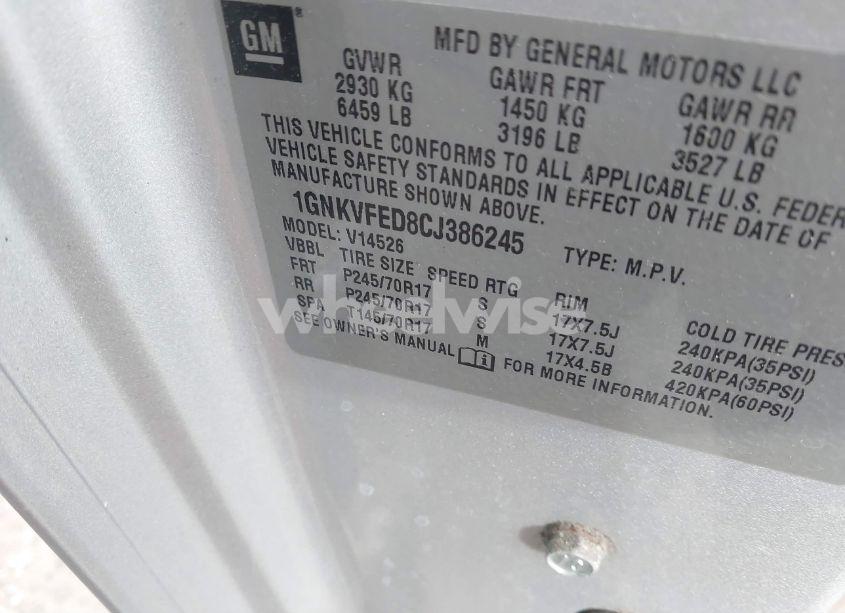 GM®
MFD BY GENERAL MOTORS LLC
GVWR GAWR FRT GAWR RR
2930 KG 1450 KG 1600 KG
6459 LB 3196 LB 3527 LB
THIS VEHICLE CONFORMS TO ALL APPLICABLE U.S. FEDER
VEHICLE SAFETY STANDARDS IN EFFECT ON THE DATE OF
MANUFACTURE SHOWN ABOVE.
1GNKVFED8CJ386245 TYPE: M.P.V.
MODEL: V14526
VBBL TIRE SIZE SPEED RTG RIM COLD TIRE PRES
FRT P245/70R17 S 17X7.5J 240KPA(35PSI)
RR P245/70R17 S 17X7.5J 240KPA(35PSI)
SPA T145/70R17 M 17X4.5B 420KPA(60PSI)
SEE OWNER'S MANUAL FOR MORE INFORMATION.
wheelwise